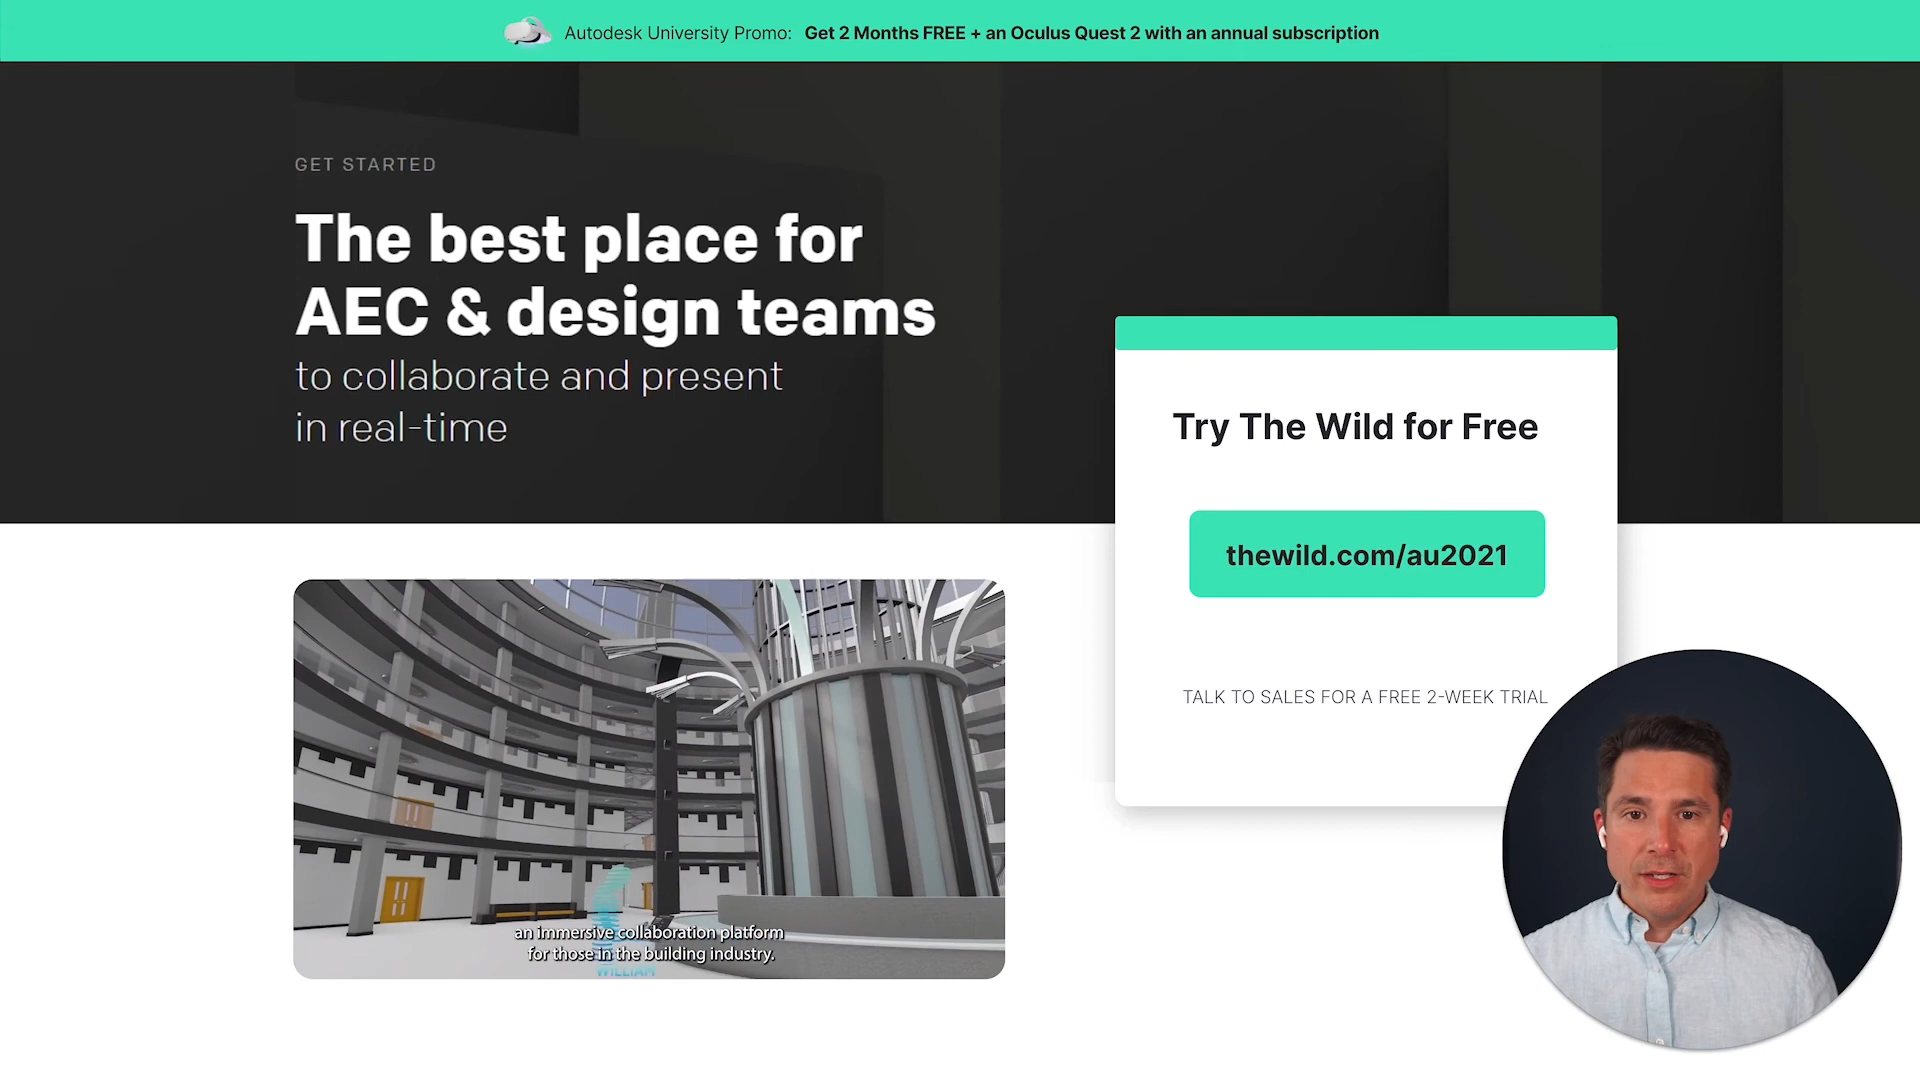 Autodesk University Promo: Get 2 Months FREE + an Oculus Quest 2 with an annual subscription
GET STARTED
The best place for
AEC & design teams
to collaborate and present
in real-time
Try The Wild for Free
thewild.com/au2021
TALK TO SALES FOR A FREE 2-WEEK TRIAL
an immersive collaboration platform
for those in the building industry.
WILLIAM